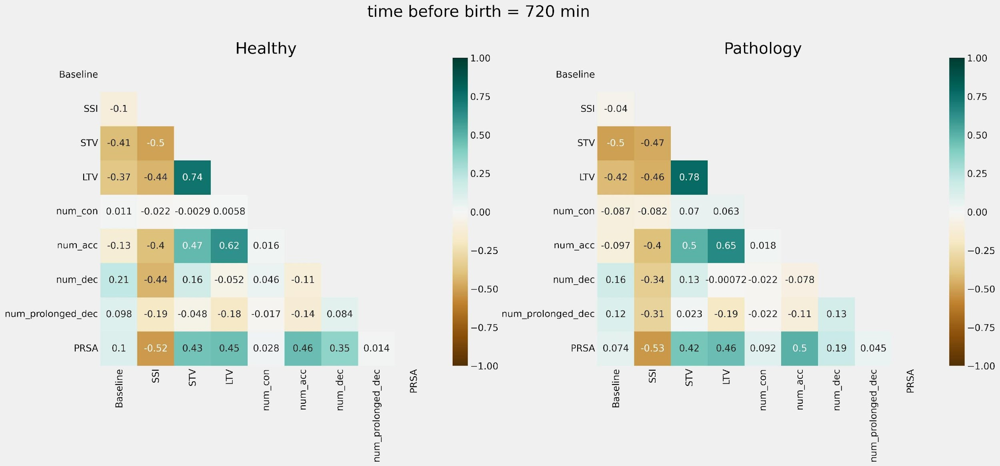 time before birth = 720 min
Healthy
Baseline
SSI -0.1
STV -0.41 -0.5
LTV -0.37 -0.44 0.74
num_con 0.011 -0.022 -0.0029 0.0058
num_acc -0.13 -0.4 0.47 0.62 0.016
num_dec 0.21 -0.44 0.16 -0.052 0.046 -0.11
num_prolonged_dec 0.098 -0.19 -0.048 -0.18 -0.017 -0.14 0.084
PRSA 0.1 -0.52 0.43 0.45 0.028 0.46 0.35 0.014
Baseline SSI STV LTV num_con num_acc num_dec num_prolonged_dec PRSA
1.00
0.75
0.50
0.25
0.00
−0.25
−0.50
−0.75
−1.00
Pathology
Baseline
SSI -0.04
STV -0.5 -0.47
LTV -0.42 -0.46 0.78
num_con -0.087 -0.082 0.07 0.063
num_acc -0.097 -0.4 0.5 0.65 0.018
num_dec 0.16 -0.34 0.13 -0.00072 -0.022 -0.078
num_prolonged_dec 0.12 -0.31 0.023 -0.19 -0.022 -0.11 0.13
PRSA 0.074 -0.53 0.42 0.46 0.092 0.5 0.19 0.045
Baseline SSI STV LTV num_con num_acc num_dec num_prolonged_dec PRSA
1.00
0.75
0.50
0.25
0.00
−0.25
−0.50
−0.75
−1.00